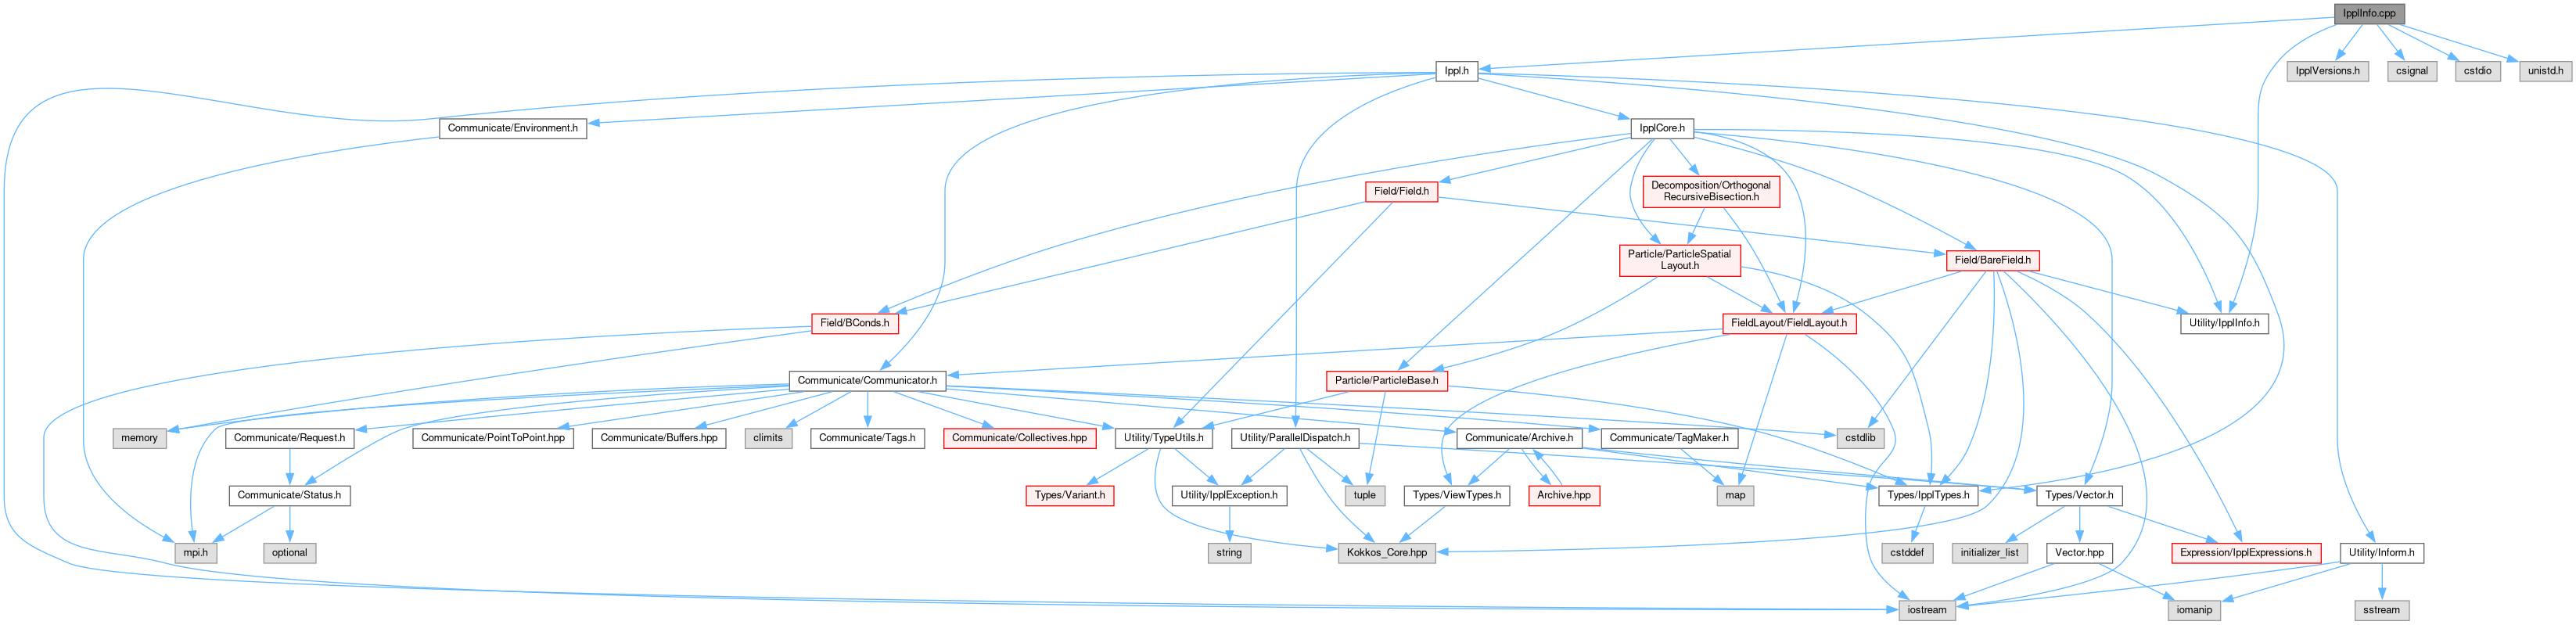 IpplInfo.cpp
Ippl.h
IpplVersions.h
csignal
cstdio
unistd.h
Communicate/Environment.h
IpplCore.h
Field/Field.h
Decomposition/Orthogonal
RecursiveBisection.h
Particle/ParticleSpatial
Layout.h
Field/BareField.h
Field/BConds.h
FieldLayout/FieldLayout.h
Utility/IpplInfo.h
Communicate/Communicator.h
Particle/ParticleBase.h
memory
Communicate/Request.h
Communicate/PointToPoint.hpp
Communicate/Buffers.hpp
climits
Communicate/Tags.h
Communicate/Collectives.hpp
Utility/TypeUtils.h
Utility/ParallelDispatch.h
Communicate/Archive.h
Communicate/TagMaker.h
cstdlib
Communicate/Status.h
Types/Variant.h
Utility/IpplException.h
tuple
Types/ViewTypes.h
Archive.hpp
map
Types/IpplTypes.h
Types/Vector.h
mpi.h
optional
string
Kokkos_Core.hpp
cstddef
initializer_list
Vector.hpp
Expression/IpplExpressions.h
Utility/Inform.h
iostream
iomanip
sstream